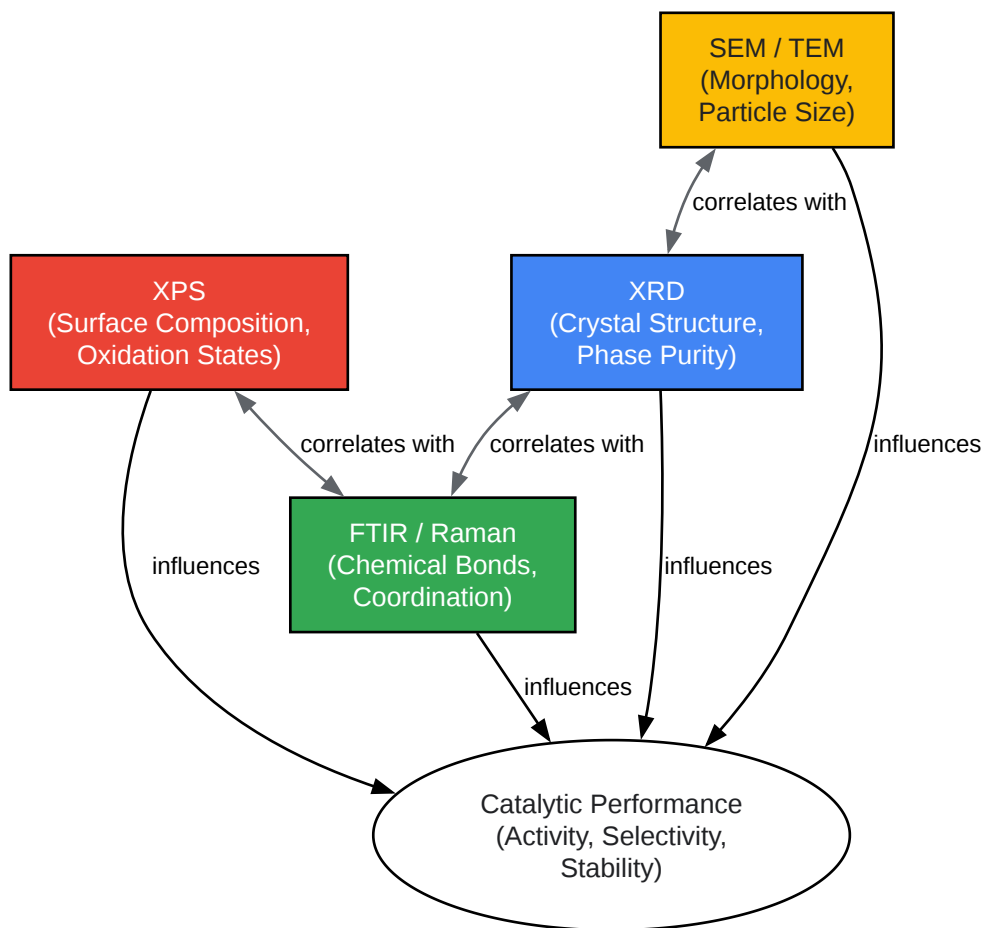 SEM / TEM
(Morphology,
Particle Size)
correlates with
XPS
(Surface Composition,
Oxidation States)
XRD
(Crystal Structure,
Phase Purity)
correlates with
correlates with
influences
FTIR / Raman
(Chemical Bonds,
Coordination)
influences
influences
influences
Catalytic Performance
(Activity, Selectivity,
Stability)